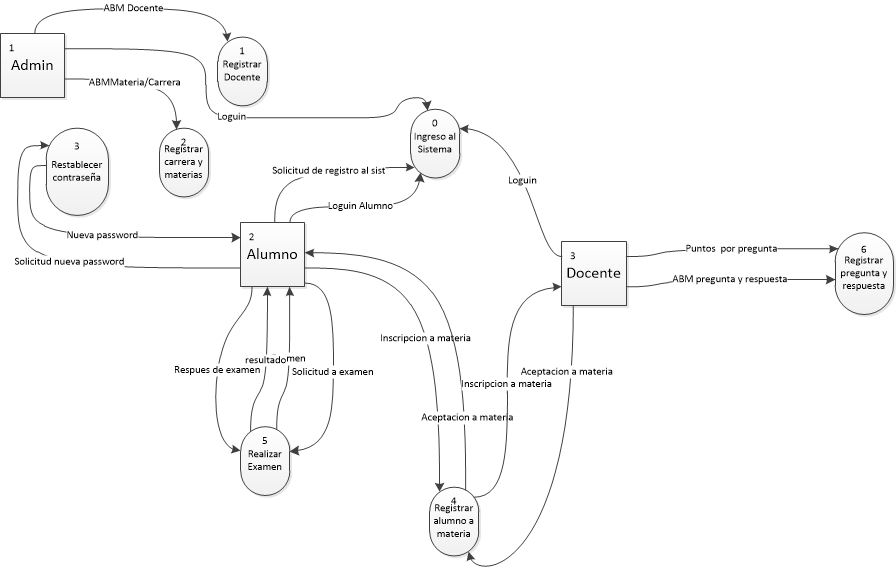 ABM Docente
1
Admin
1
Registrar
Docente
ABMMateria/Carrera
Loguin
0
Ingreso al
Sistema
3
Restablecer
contraseña
2
Registrar
carrera y
materias
Solicitud de registro al sist
Loguin
Loguin Alumno
Nueva password
2
Alumno
Solicitud nueva password
3
Docente
Puntos por pregunta
6
Registrar
pregunta y
respuesta
ABM pregunta y respuesta
Inscripcion a materia
resultado
men
Respues de examen
Solicitud a examen
Aceptacion a materia
Inscripcion a materia
Aceptacion a materia
5
Realizar
Examen
4
Registrar
alumno a
materia